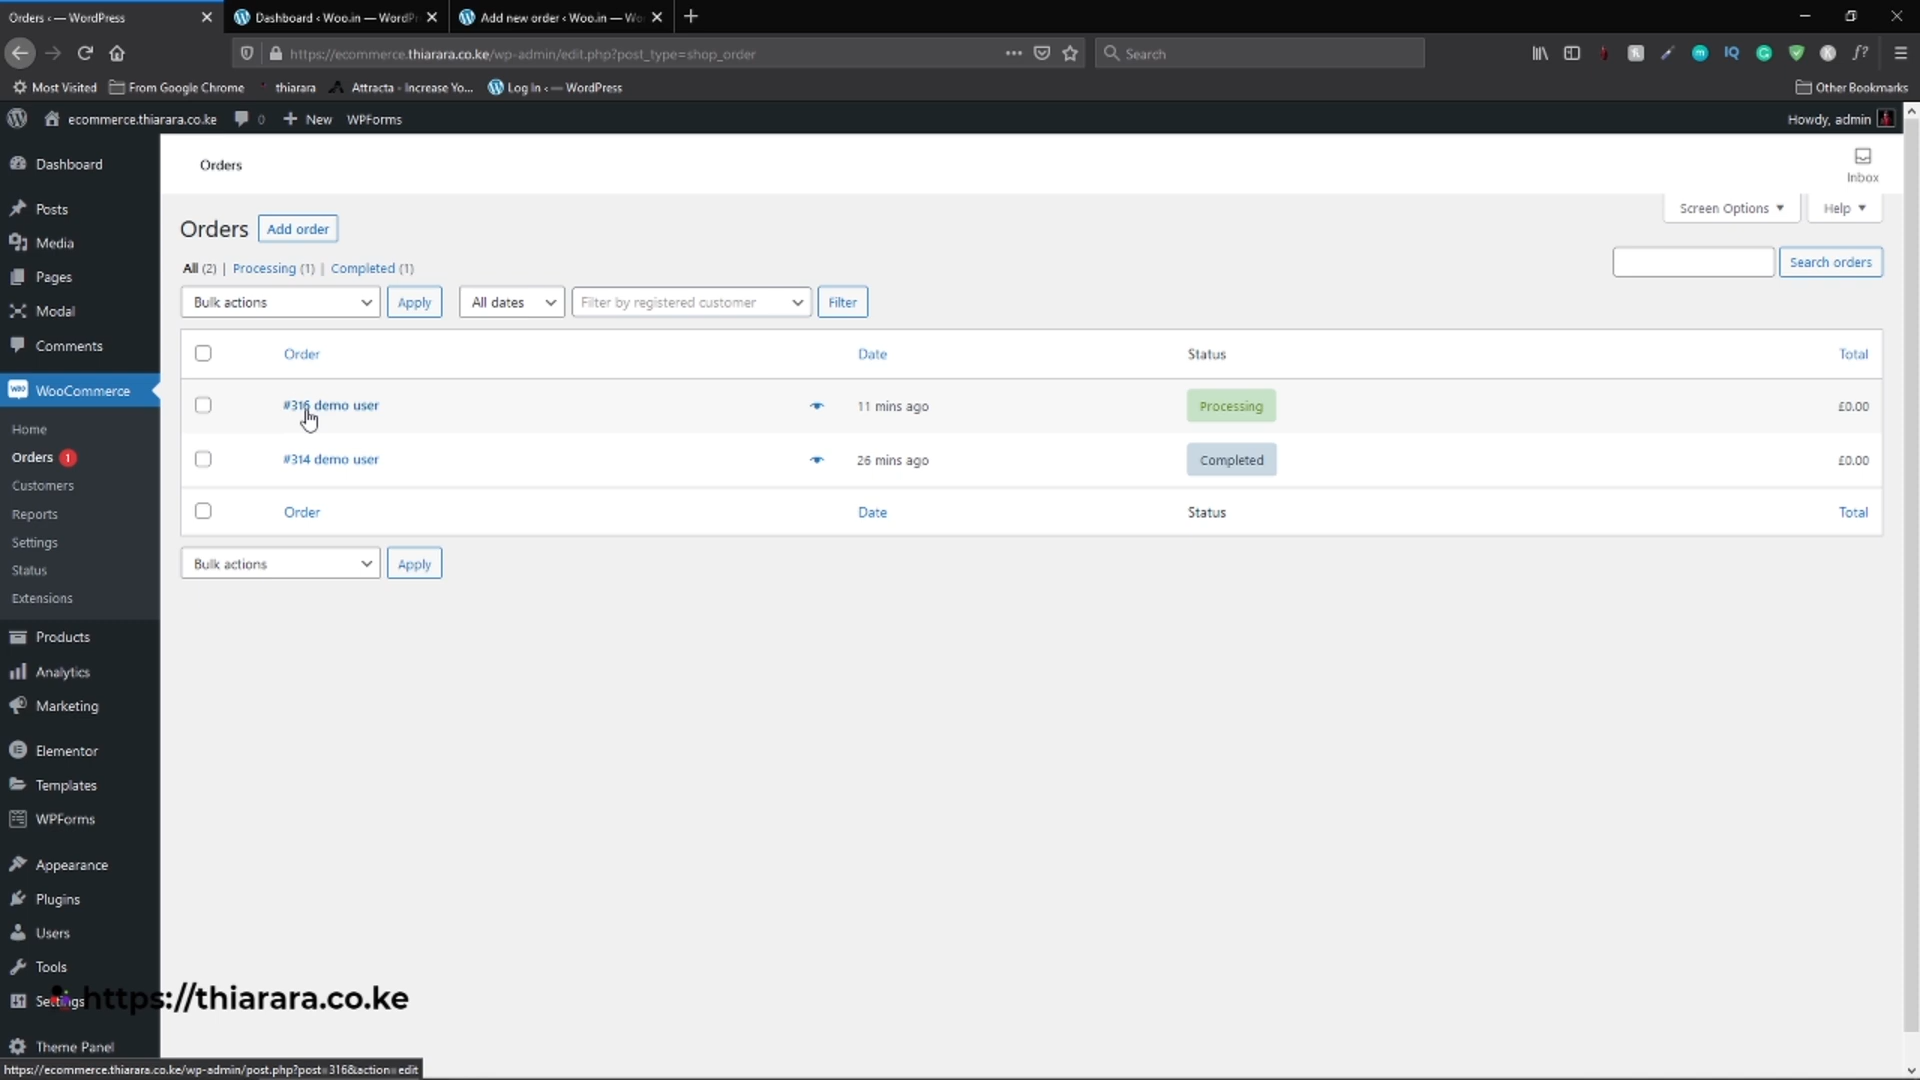 Orders ‹ — WordPress
Dashboard ‹ Woo.in — WordP
Add new order ‹ Woo.in — Wo
https://ecommerce.thiarara.co.ke/wp-admin/edit.php?post_type=shop_order
Search
Most Visited
From Google Chrome
thiarara
Attracta - Increase Yo...
Log In ‹ — WordPress
Other Bookmarks
ecommerce.thiarara.co.ke
0
New
WPForms
Howdy, admin
Dashboard
Posts
Media
Pages
Modal
Comments
WooCommerce
Home
Orders 1
Customers
Reports
Settings
Status
Extensions
Products
Analytics
Marketing
Elementor
Templates
WPForms
Appearance
Plugins
Users
Tools
Settings
Theme Panel
Orders
Inbox
Screen Options
Help
Orders
Add order
All (2) | Processing (1) | Completed (1)
Search orders
Bulk actions
Apply
All dates
Filter by registered customer
Filter
Order Date Status Total
#316 demo user 11 mins ago Processing £0.00
#314 demo user 26 mins ago Completed £0.00
Order Date Status Total
Bulk actions
Apply
https://thiarara.co.ke
https://ecommerce.thiarara.co.ke/wp-admin/post.php?post=316&action=edit